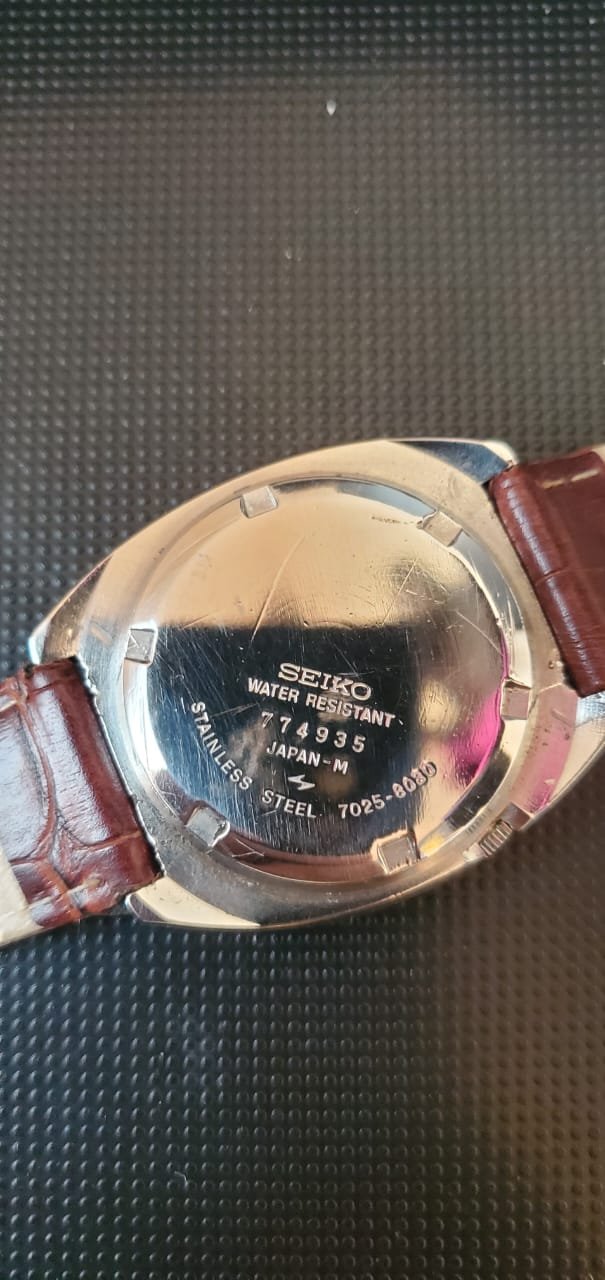 SEIKO
WATER RESISTANT
774935
JAPAN-M
STAINLESS STEEL 7025-8030